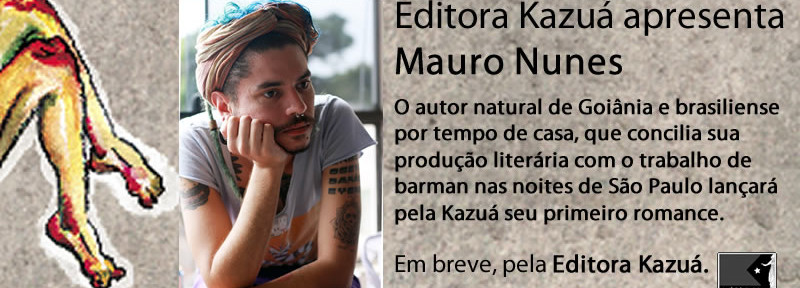 Editora Kazuá apresenta
Mauro Nunes
O autor natural de Goiânia e brasiliense
por tempo de casa, que concilia sua
produção literária com o trabalho de
barman nas noites de São Paulo lançará
pela Kazuá seu primeiro romance.
Em breve, pela Editora Kazuá.